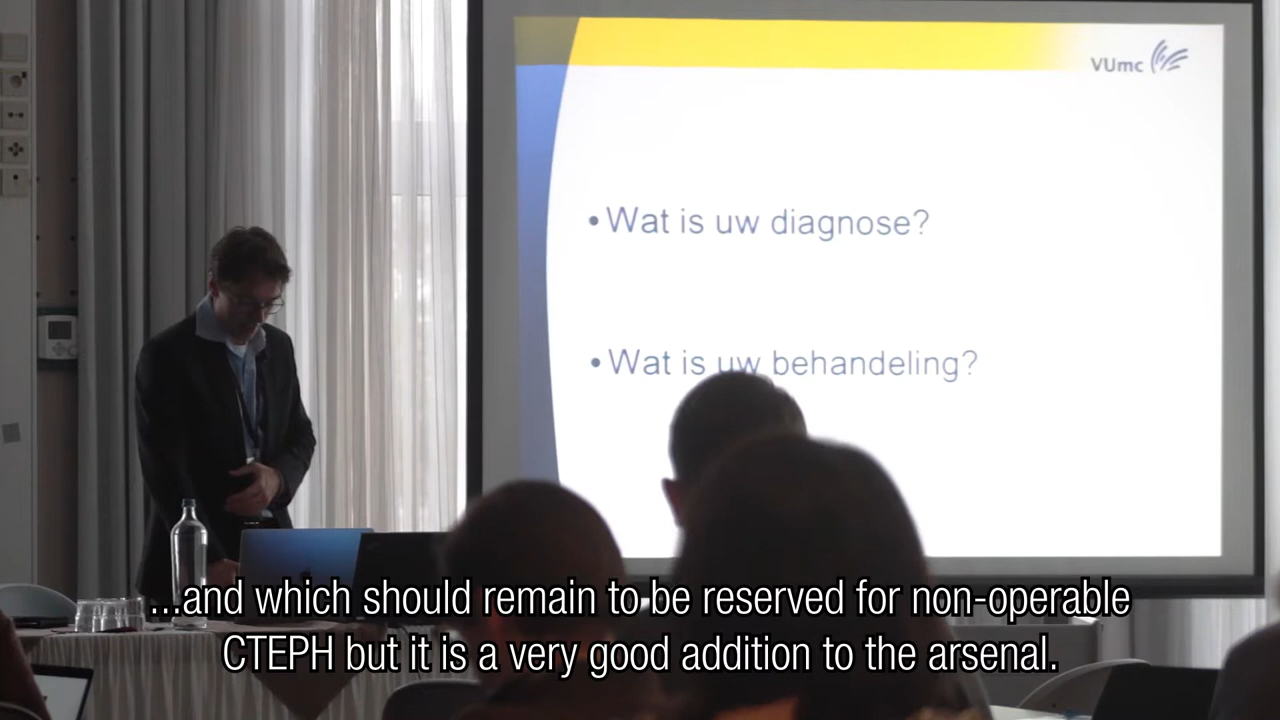 VUmc
• Wat is uw diagnose?
• Wat is uw behandeling?
...and which should remain to be reserved for non-operable
CTEPH but it is a very good addition to the arsenal.